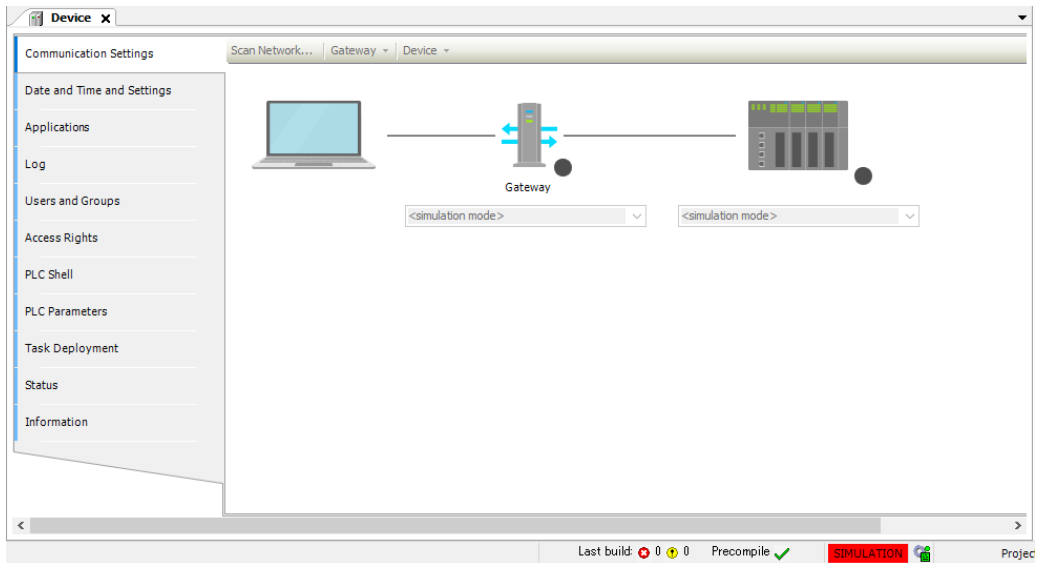 Device
Communication Settings
Scan Network... Gateway Device
Date and Time and Settings
Applications
Log
Users and Groups
Access Rights
PLC Shell
PLC Parameters
Task Deployment
Status
Information
Gateway
<simulation mode> <simulation mode>
Last build: 0 0 Precompile SIMULATION Projec